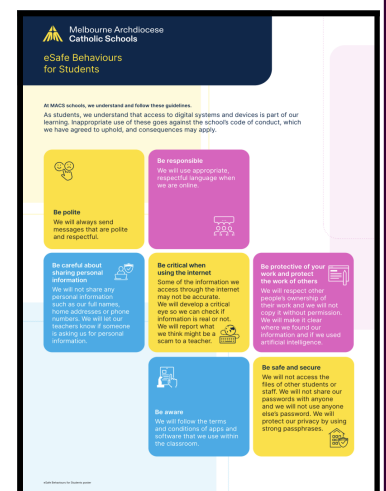 Melbourne Archdiocese
Catholic Schools
eSafe Behaviours
for Students
At MACS schools, we understand and follow these guidelines.
As students, we understand that access to digital systems and devices is part of our
learning. Inappropriate use of these goes against the school's code of conduct, which
we have agreed to uphold, and consequences may apply.
Be polite
We will always send
messages that are polite
and respectful.
Be responsible
We will use appropriate,
respectful language when
we are online.
Be careful about
sharing personal
information
We will not share any
personal information
such as our full names,
home addresses or phone
numbers. We will let our
teachers know if someone
is asking us for personal
information.
Be critical when
using the internet
Some of the information we
access through the internet
may not be accurate.
We will develop a critical
eye so we can check if
information is real or not.
We will report what
we think might be a
scam to a teacher.
Be protective of your
work and protect
the work of others
We will respect other
people's ownership of
their work and we will not
copy it without permission.
We will make it clear
where we found our
information and if we used
artificial intelligence.
Be aware
We will follow the terms
and conditions of apps and
software that we use within
the classroom.
Be safe and secure
We will not access the
files of other students or
staff. We will not share our
passwords with anyone
and we will not use anyone
else's password. We will
protect our privacy by using
strong passphrases.
eSafe Behaviours for Students guide